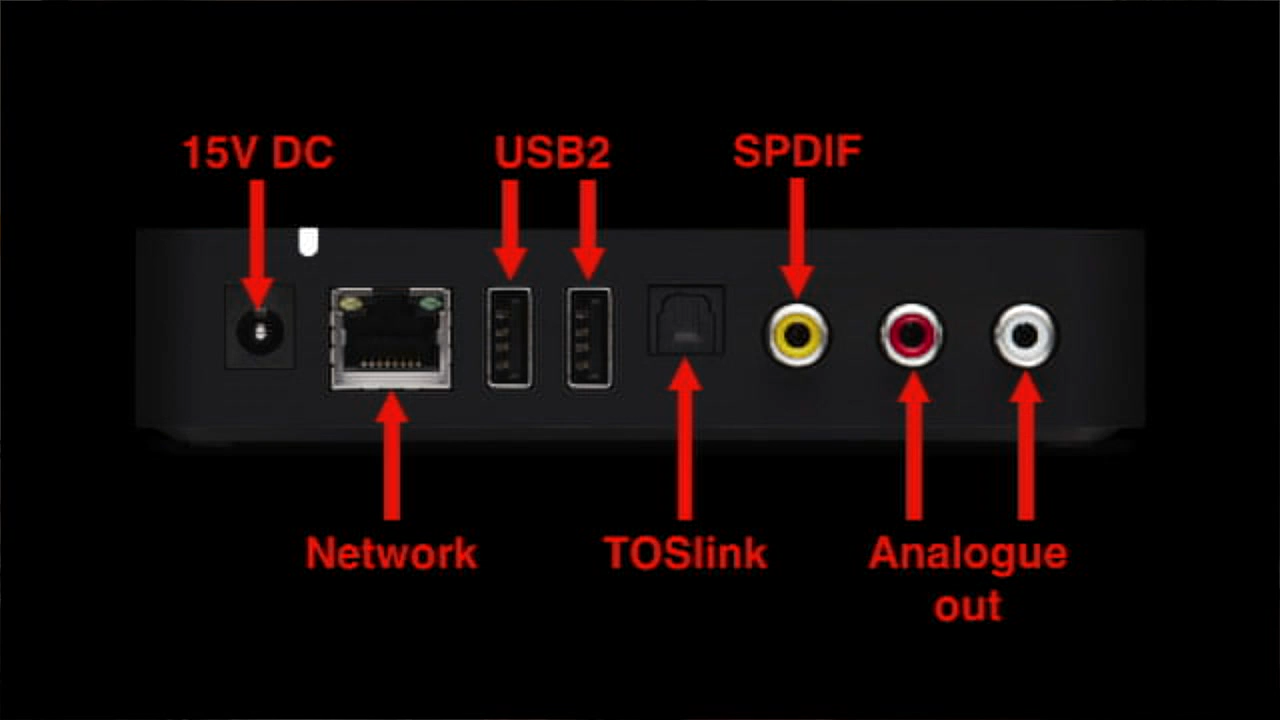 15V DC
USB2
SPDIF
Network
TOSlink
Analogue
out